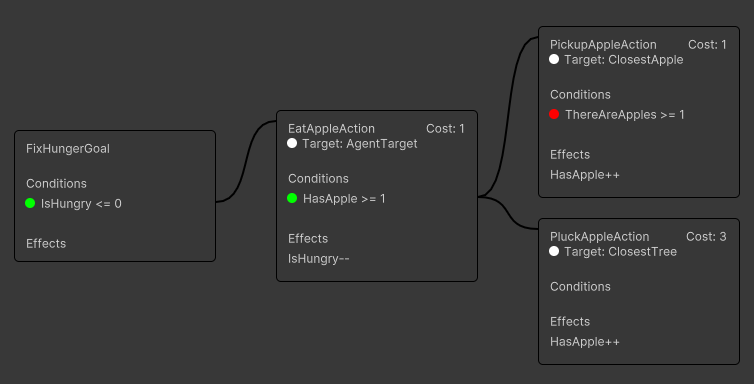 FixHungerGoal
Conditions
IsHungry <= 0
Effects
EatAppleAction Cost: 1
Target: AgentTarget
Conditions
HasApple >= 1
Effects
IsHungry--
PickupAppleAction Cost: 1
Target: ClosestApple
Conditions
ThereAreApples >= 1
Effects
HasApple++
PluckAppleAction Cost: 3
Target: ClosestTree
Conditions
Effects
HasApple++